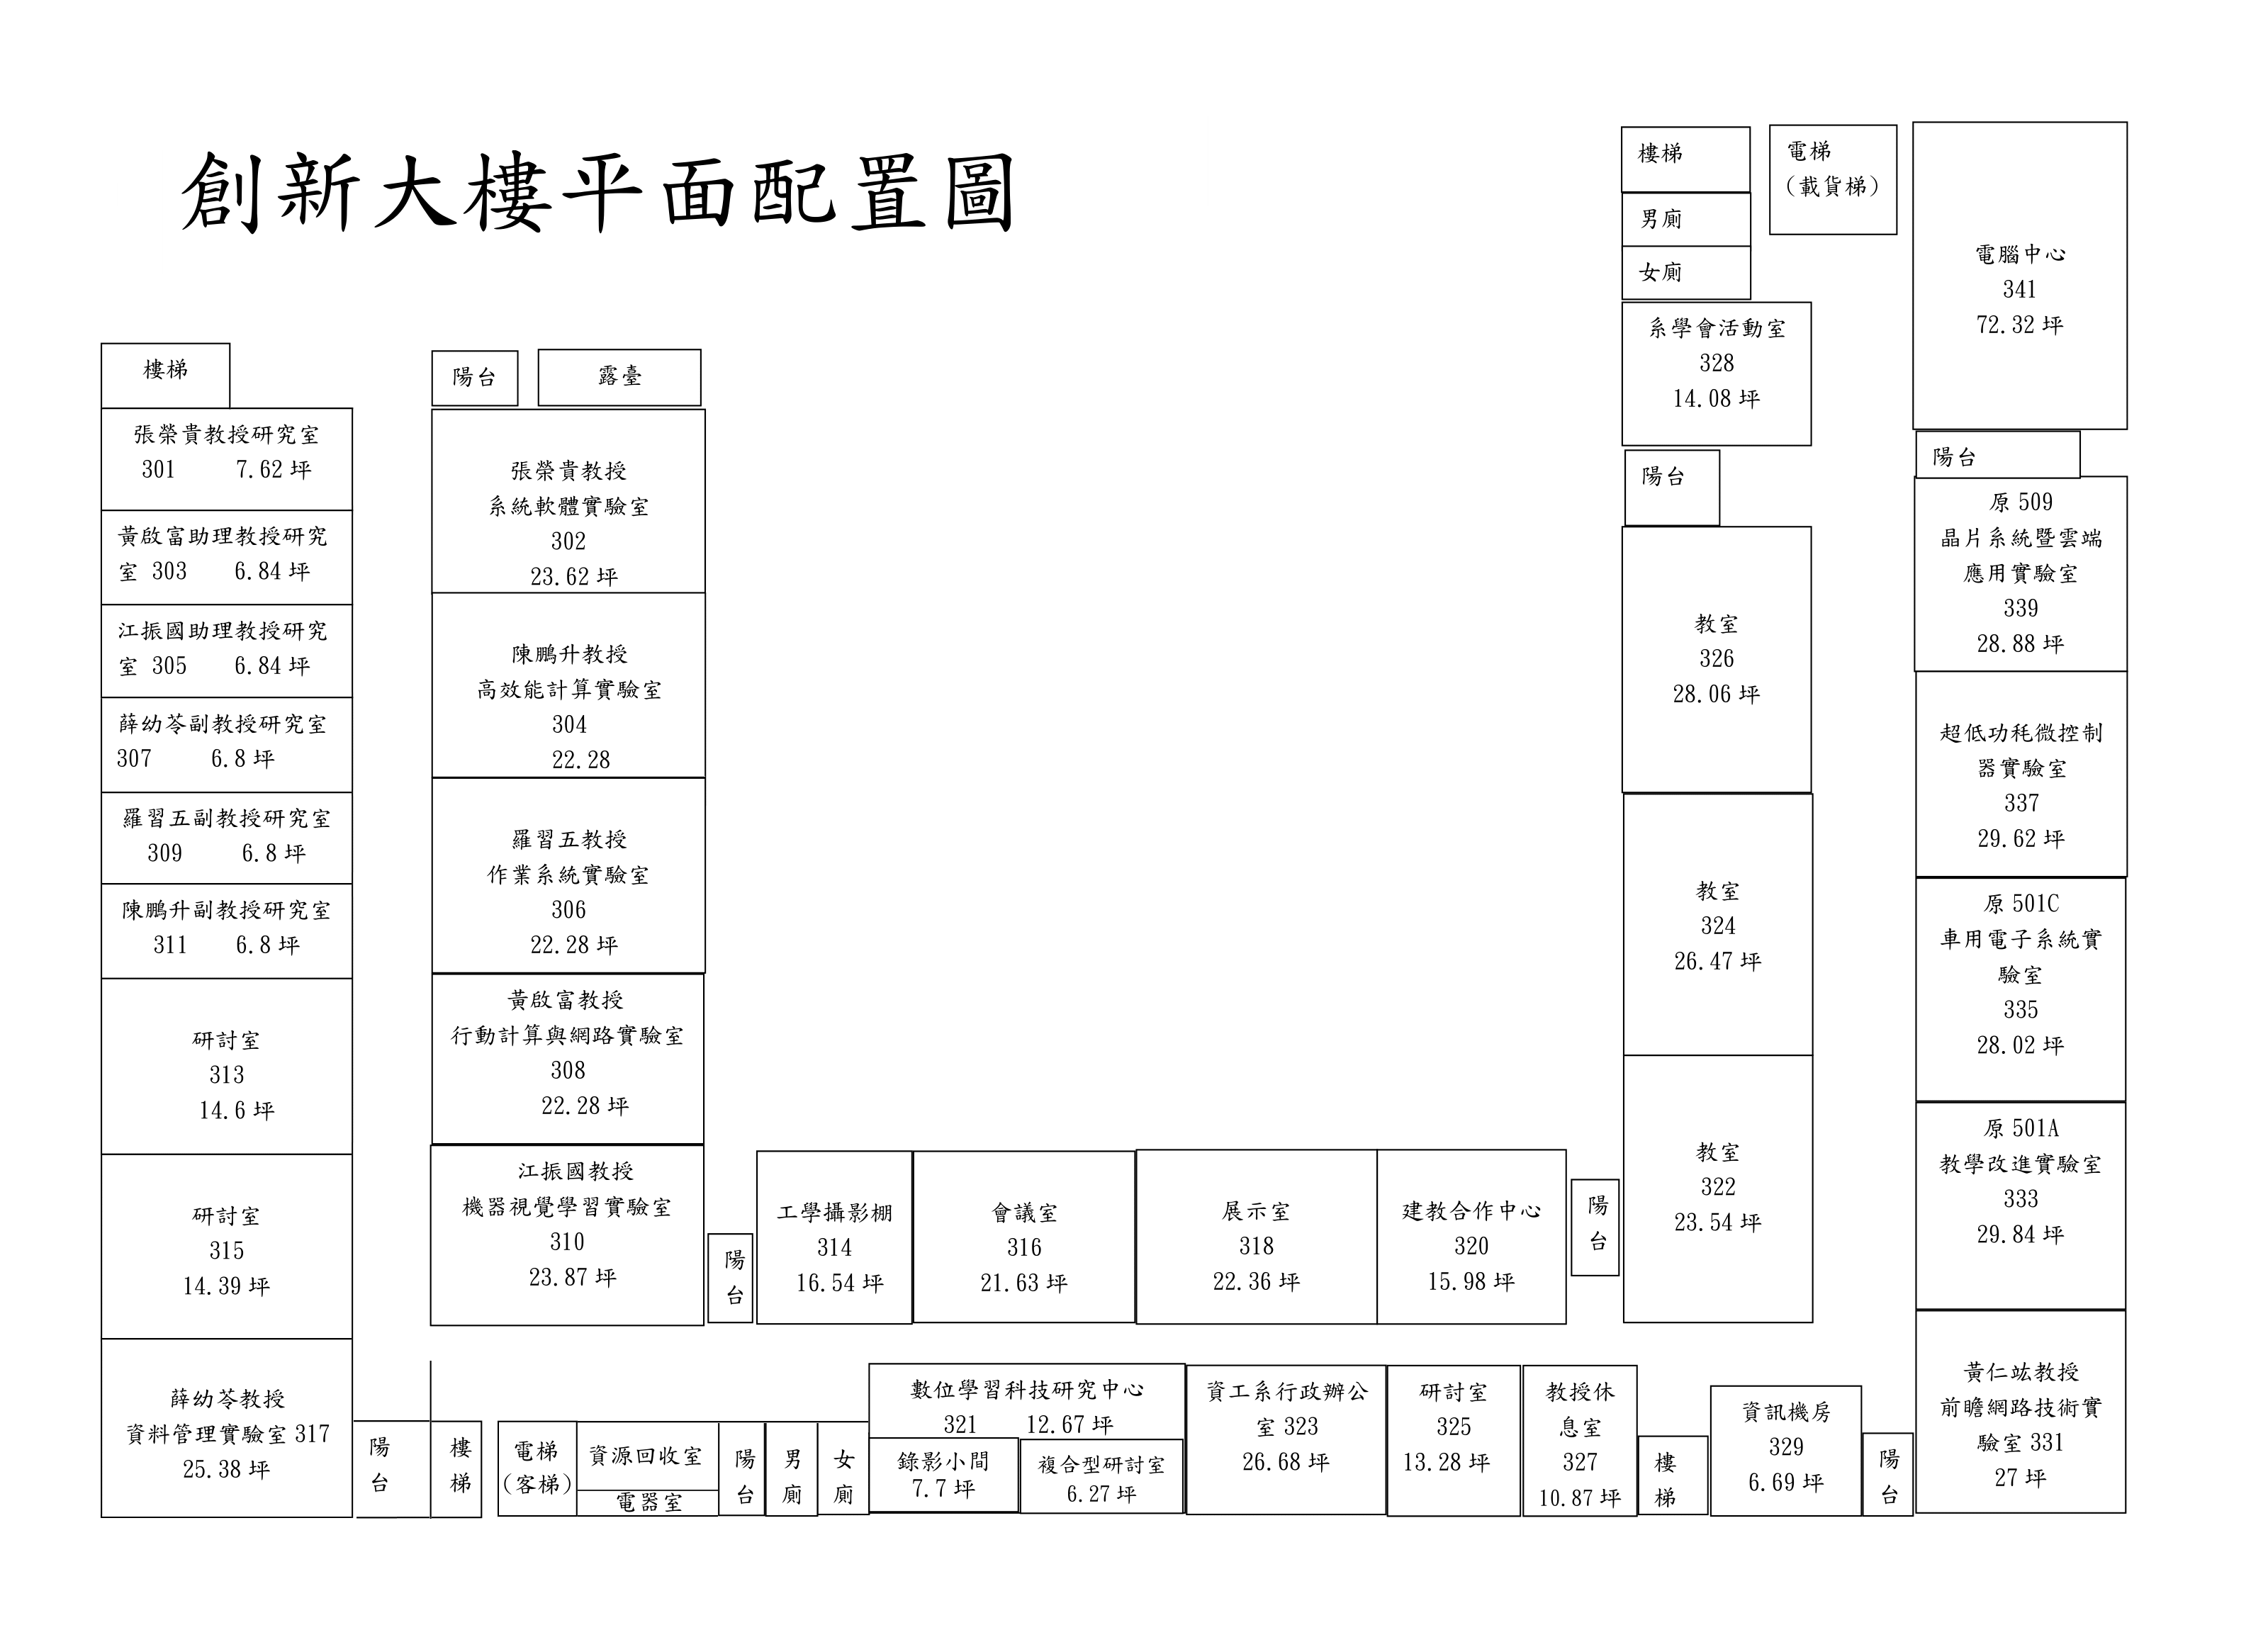 創新大樓平面配置圖
樓梯
張榮貴教授研究室
301 7.62 坪
黃啟富助理教授研究
室 303 6.84 坪
江振國助理教授研究
室 305 6.84 坪
薛幼苓副教授研究室
307 6.8 坪
羅習五副教授研究室
309 6.8 坪
陳鵬升副教授研究室
311 6.8 坪
研討室
313
14.6 坪
研討室
315
14.39 坪
薛幼苓教授
資料管理實驗室 317
25.38 坪
陽台
露臺
張榮貴教授
系統軟體實驗室
302
23.62 坪
陳鵬升教授
高效能計算實驗室
304
22.28
羅習五教授
作業系統實驗室
306
22.28 坪
黃啟富教授
行動計算與網路實驗室
308
22.28 坪
江振國教授
機器視覺學習實驗室
310
23.87 坪
陽
台
工學攝影棚
314
16.54 坪
會議室
316
21.63 坪
展示室
318
22.36 坪
建教合作中心
320
15.98 坪
陽
台
陽
台
樓
梯
電梯
(客梯)
資源回收室
電器室
陽
台
男
廁
女
廁
數位學習科技研究中心
321 12.67 坪
錄影小間
7.7 坪
複合型研討室
6.27 坪
資工系行政辦公
室 323
26.68 坪
研討室
325
13.28 坪
教授休
息室
327
10.87 坪
樓
梯
資訊機房
329
6.69 坪
陽
台
樓梯
男廁
女廁
電梯
(載貨梯)
系學會活動室
328
14.08 坪
陽台
教室
326
28.06 坪
教室
324
26.47 坪
教室
322
23.54 坪
電腦中心
341
72.32 坪
陽台
原 509
晶片系統暨雲端
應用實驗室
339
28.88 坪
超低功耗微控制
器實驗室
337
29.62 坪
原 501C
車用電子系統實
驗室
335
28.02 坪
原 501A
教學改進實驗室
333
29.84 坪
黃仁竑教授
前瞻網路技術實
驗室 331
27 坪